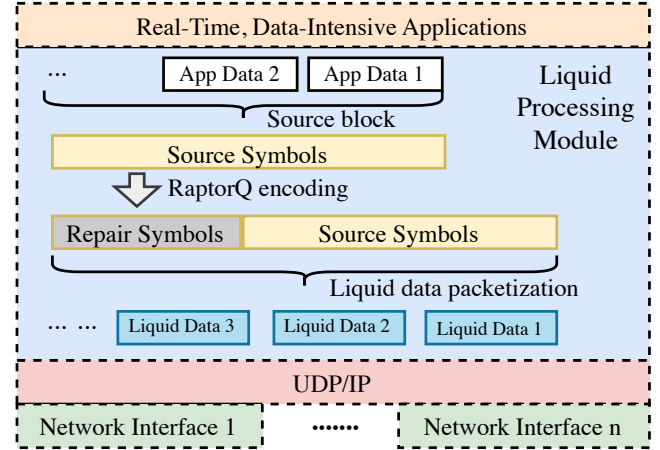 Real-Time, Data-Intensive Applications
... App Data 2 App Data 1
Liquid
Processing
Module
Source block
Source Symbols
RaptorQ encoding
Repair Symbols Source Symbols
Liquid data packetization
... ... Liquid Data 3 Liquid Data 2 Liquid Data 1
UDP/IP
Network Interface 1 ....... Network Interface n